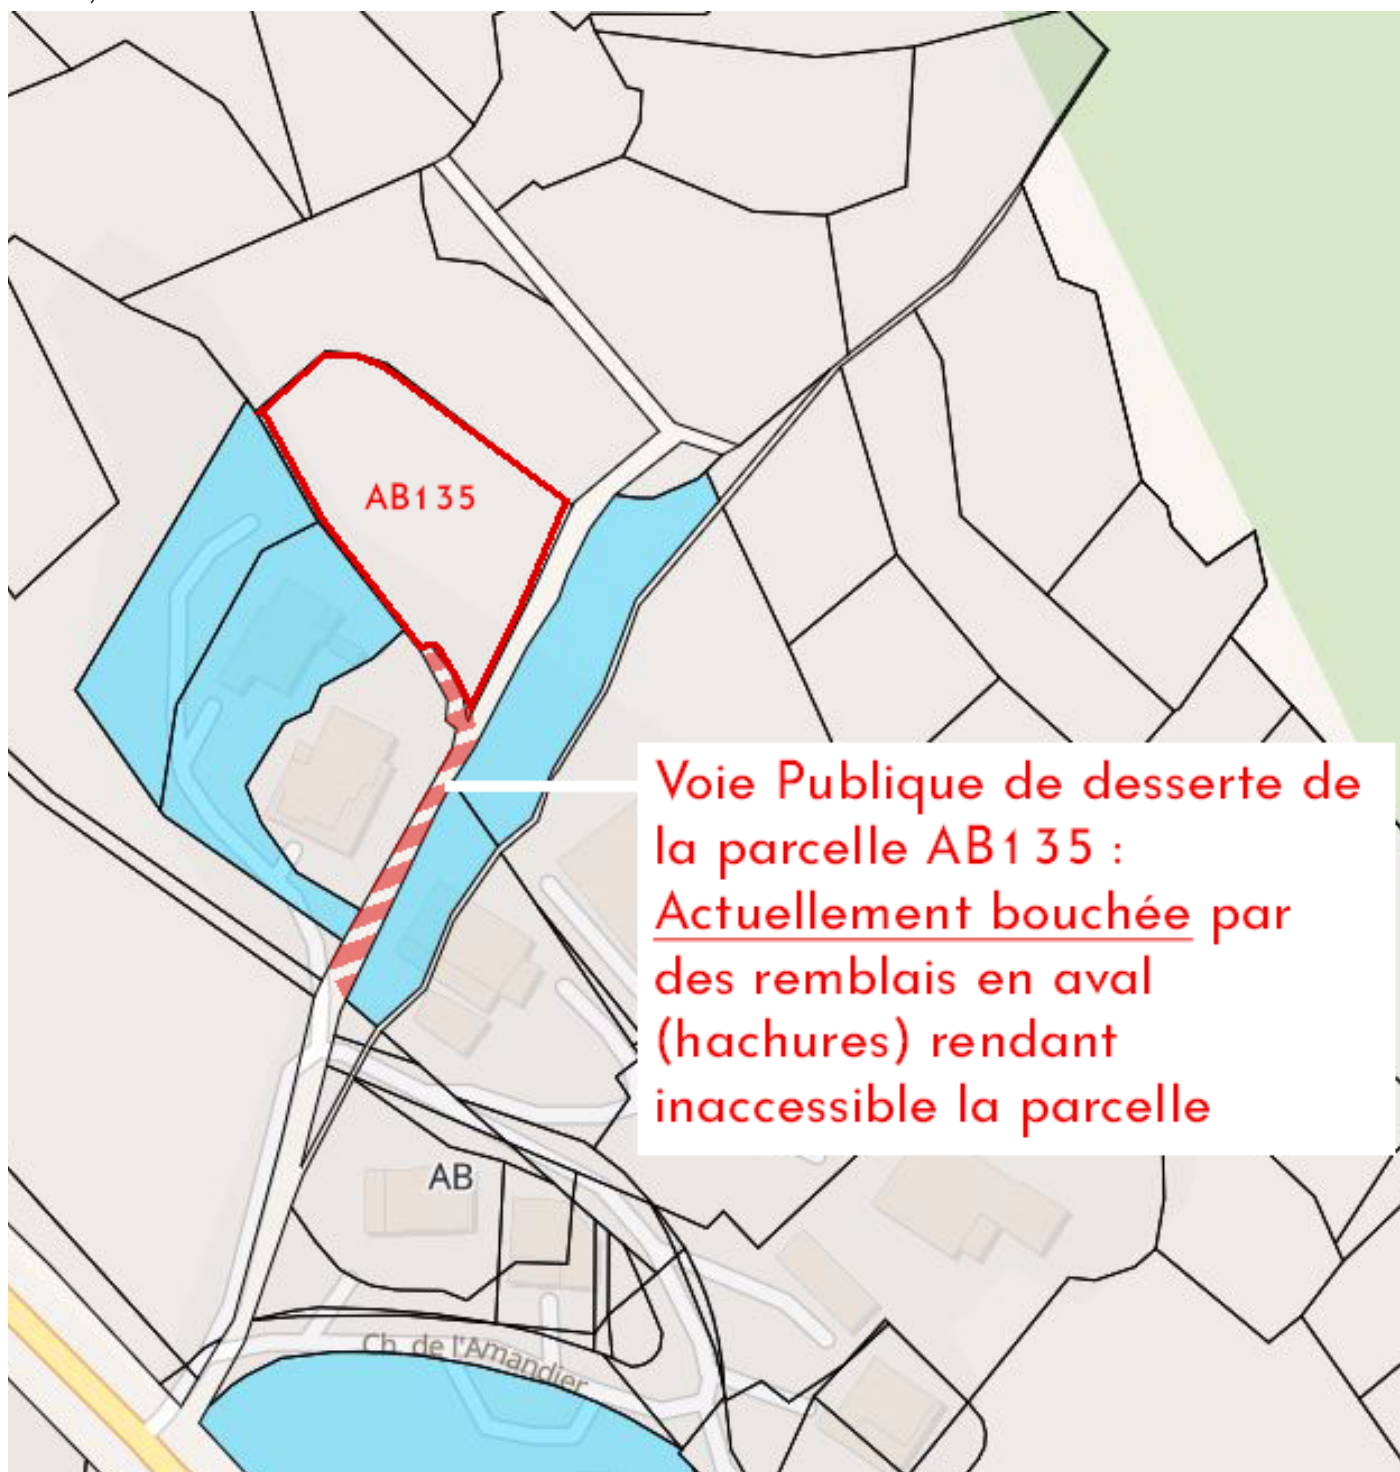 AB135
Voie Publique de desserte de
la parcelle AB135 :
Actuellement bouchée par
des remblais en aval
(hachures) rendant
inaccessible la parcelle
AB
Ch. de l'Amandier